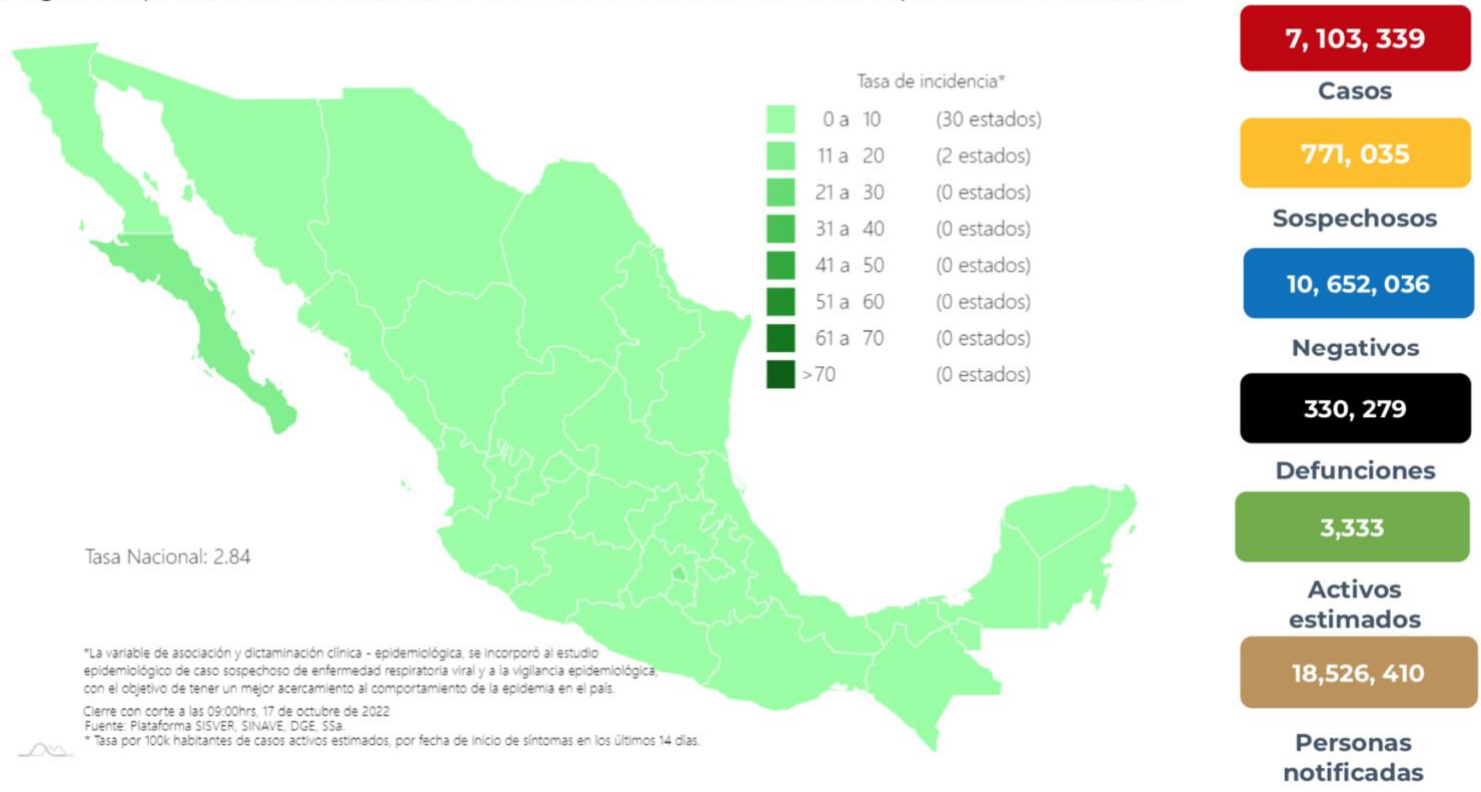 Tasa de incidencia*
0 a 10 (30 estados)
11 a 20 (2 estados)
21 a 30 (0 estados)
31 a 40 (0 estados)
41 a 50 (0 estados)
51 a 60 (0 estados)
61 a 70 (0 estados)
>70 (0 estados)
Tasa Nacional: 2.84
*La variable de asociación y dictaminación clínica - epidemiológica, se incorporó al estudio
epidemiológico de caso sospechoso de enfermedad respiratoria viral y a la vigilancia epidemiológica,
con el objetivo de tener un mejor acercamiento al comportamiento de la epidemia en el país.
Cierre con corte a las 09:00hrs, 17 de octubre de 2022
Fuente: Plataforma SISVER, SINAVE, DGE, SSa.
* Tasa por 100k habitantes de casos activos estimados, por fecha de inicio de síntomas en los últimos 14 días.
7, 103, 339
Casos
771, 035
Sospechosos
10, 652, 036
Negativos
330, 279
Defunciones
3,333
Activos
estimados
18,526, 410
Personas
notificadas